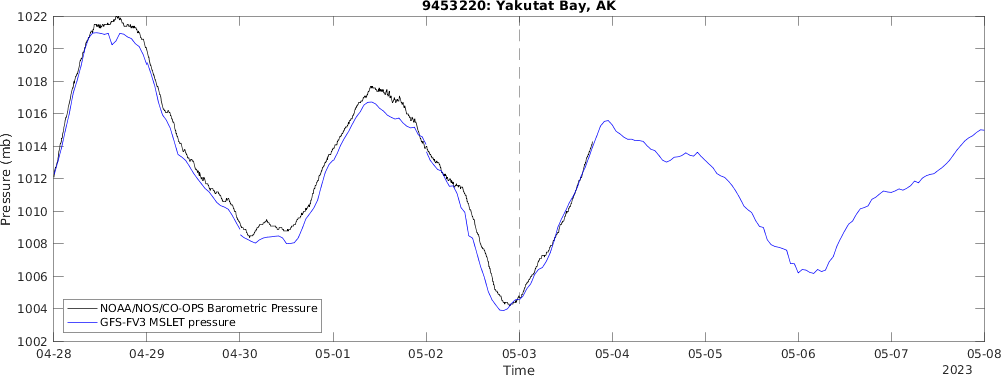 9453220: Yakutat Bay, AK
1022
1020
1018
1016
1014
1012
1010
1008
1006
1004
1002
Pressure (mb)
NOAA/NOS/CO-OPS Barometric Pressure
GFS-FV3 MSLET pressure
04-28 04-29 04-30 05-01 05-02 05-03 05-04 05-05 05-06 05-07 05-08
Time
2023